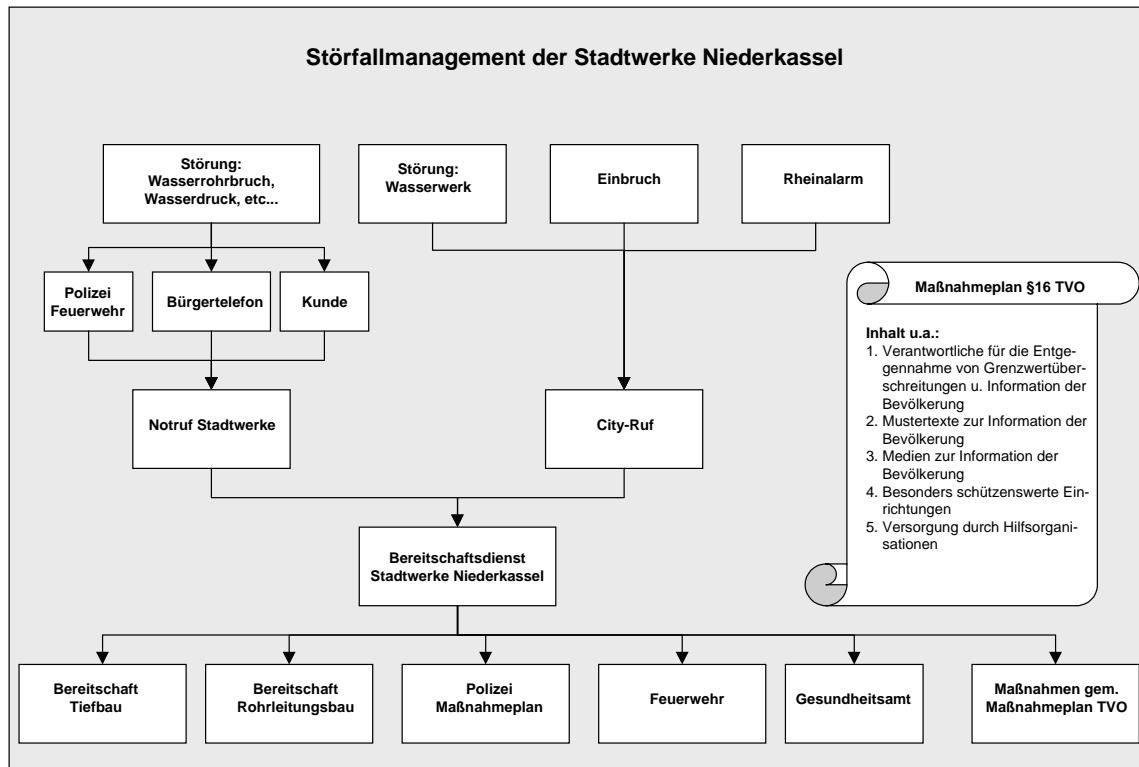 Störfallmanagement der Stadtwerke Niederkassel
Störung:
Wasserrohrbruch,
Wasserdruck, etc...
Störung:
Wasserwerk
Einbruch
Rheinalarm
Polizei
Feuerwehr
Bürgertelefon
Kunde
Maßnahmeplan §16 TVO
Inhalt u.a.:
1. Verantwortliche für die Entge-
gennahme von Grenzwertüber-
schreitungen u. Information der
Bevölkerung
2. Mustertexte zur Information der
Bevölkerung
3. Medien zur Information der
Bevölkerung
4. Besonders schützenswerte Ein-
richtungen
5. Versorgung durch Hilfsorgani-
sationen
Notruf Stadtwerke
City-Ruf
Bereitschaftsdienst
Stadtwerke Niederkassel
Bereitschaft
Tiefbau
Bereitschaft
Rohrleitungsbau
Polizei
Maßnahmeplan
Feuerwehr
Gesundheitsamt
Maßnahmen gem.
Maßnahmeplan TVO